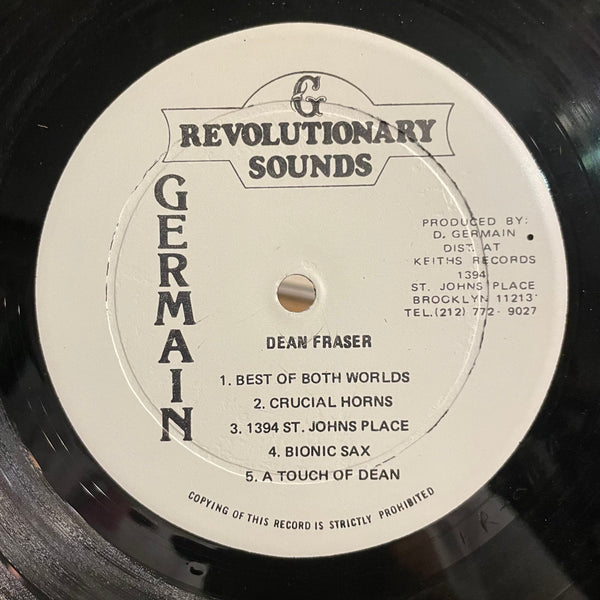 G
REVOLUTIONARY
SOUNDS
GERMAIN
PRODUCED BY:
D. GERMAIN
DIST. AT
KEITHS RECORDS
1394
ST. JOHNS PLACE
BROOKLYN 11213
TEL.(212) 772-9027
DEAN FRASER
1. BEST OF BOTH WORLDS
2. CRUCIAL HORNS
3. 1394 ST. JOHNS PLACE
4. BIONIC SAX
5. A TOUCH OF DEAN
COPYING OF THIS RECORD IS STRICTLY PROHIBITED